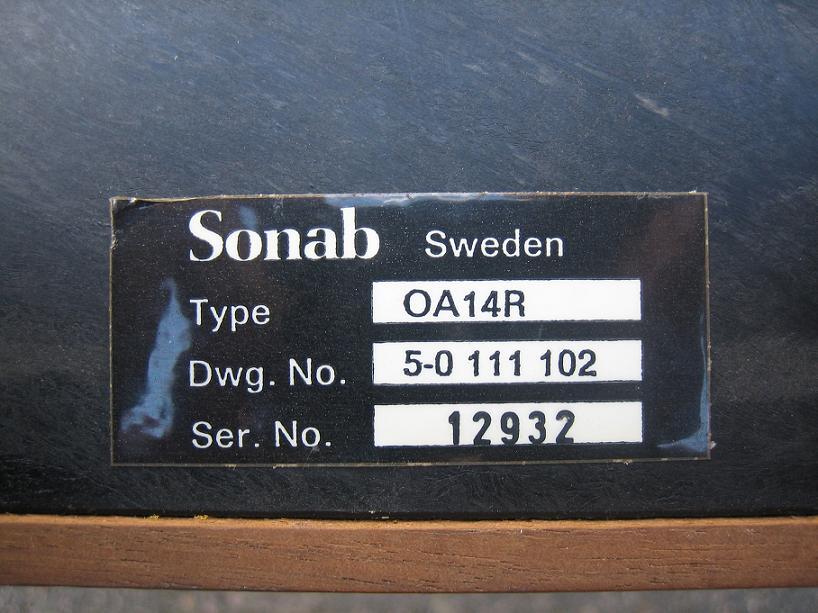 Sonab Sweden
Type OA14R
Dwg. No. 5-0 111 102
Ser. No. 12932